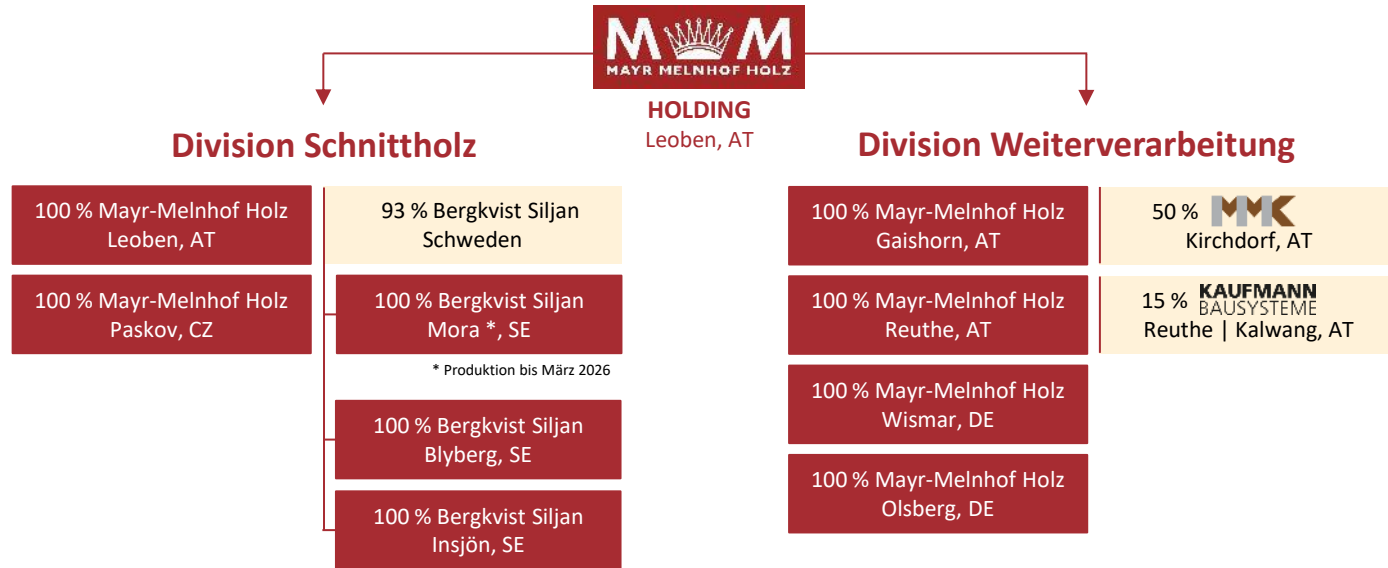 M M
MAYR MELNHOF HOLZ
HOLDING
Leoben, AT
Division Schnittholz
100 % Mayr-Melnhof Holz
Leoben, AT
100 % Mayr-Melnhof Holz
Paskov, CZ
93 % Bergkvist Siljan
Schweden
100 % Bergkvist Siljan
Mora *, SE
* Produktion bis März 2026
100 % Bergkvist Siljan
Blyberg, SE
100 % Bergkvist Siljan
Insjön, SE
Division Weiterverarbeitung
100 % Mayr-Melnhof Holz
Gaishorn, AT
100 % Mayr-Melnhof Holz
Reuthe, AT
100 % Mayr-Melnhof Holz
Wismar, DE
100 % Mayr-Melnhof Holz
Olsberg, DE
50 % MMK
Kirchdorf, AT
15 % KAUFMANN
BAUSYSTEME
Reuthe | Kalwang, AT